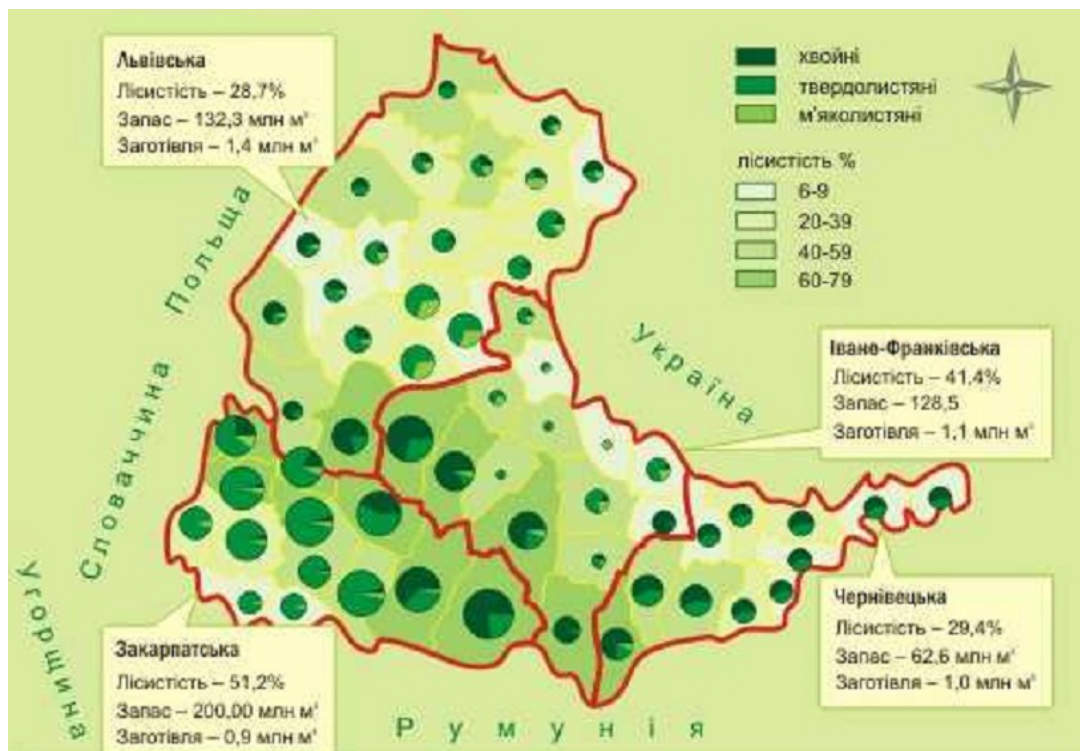 Львівська
Лісистість – 28,7%
Запас – 132,3 млн м³
Заготівля – 1,4 млн м³
хвойні
твердолистяні
м'яколистяні
лісистість %
6-9
20-39
40-59
60-79
Польща
Словаччина
Угорщина
Україна
Румунія
Івано-Франківська
Лісистість – 41,4%
Запас – 128,5
Заготівля – 1,1 млн м³
Чернівецька
Лісистість – 29,4%
Запас – 62,6 млн м³
Заготівля – 1,0 млн м³
Закарпатська
Лісистість – 51,2%
Запас – 200,00 млн м³
Заготівля – 0,9 млн м³